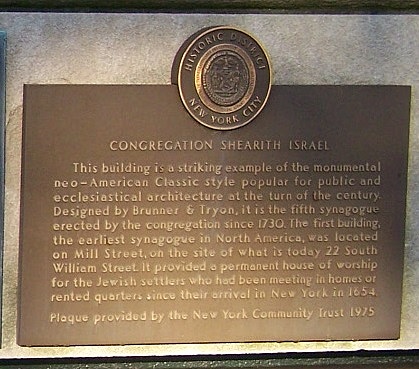 HISTORIC DISTRICT
NEW YORK CITY
CONGREGATION SHEARITH ISRAEL
This building is a striking example of the monumental
neo-American Classic style popular for public and
ecclesiastical architecture at the turn of the century.
Designed by Brunner & Tryon, it is the fifth synagogue
erected by the congregation since 1730. The first building,
the earliest synagogue in North America, was located
on Mill Street, on the site of what is today 22 South
William Street. It provided a permanent house of worship
for the Jewish settlers who had been meeting in homes or
rented quarters since their arrival in New York in 1654.
Plaque provided by the New York Community Trust 1975